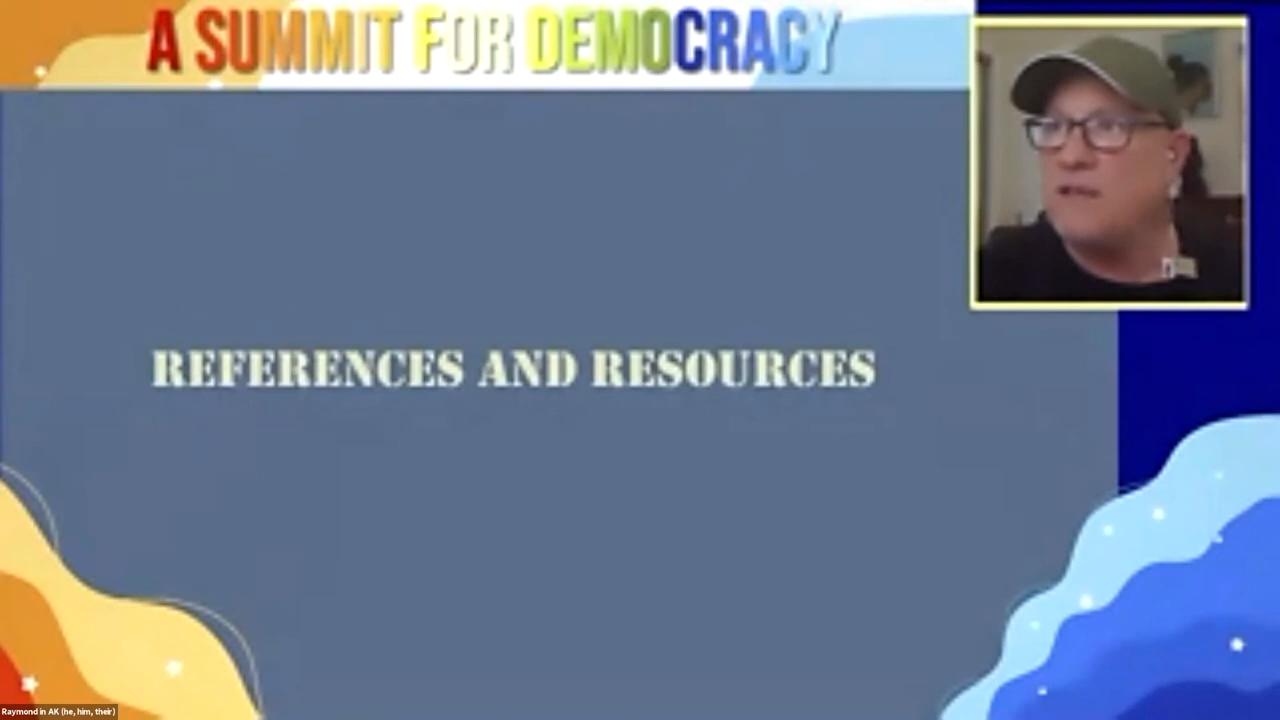 A SUMMIT FOR DEMOCRACY
REFERENCES AND RESOURCES
Raymond in AK (he, him, their)